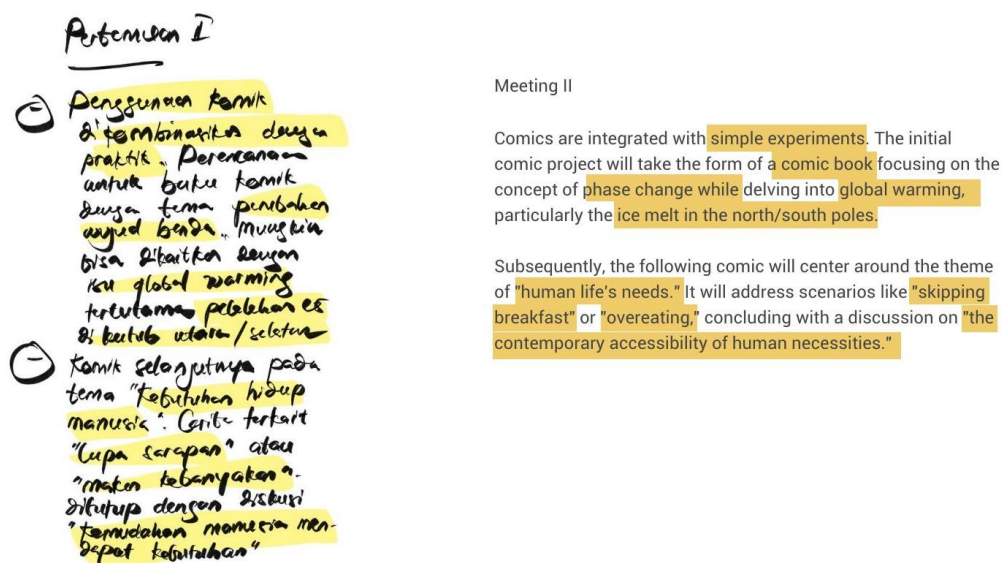 Pertemuan I
Penggunaan komik
dikombinasikan dengan
praktik. Perencanaan
untuk buku komik
dengan tema perubahan
wujud benda. Mungkin
bisa dikaitkan dengan
isu global warming
terutama pelelehan es
di kutub utara/selatan
Komik selanjutnya pada
tema "kebutuhan hidup
manusia". Cerita terkait
"Lupa sarapan" atau
"makan kebanyakan".
ditutup dengan diskusi
"kemudahan manusia men-
dapat kebutuhan"
Meeting II
Comics are integrated with simple experiments. The initial
comic project will take the form of a comic book focusing on the
concept of phase change while delving into global warming,
particularly the ice melt in the north/south poles.
Subsequently, the following comic will center around the theme
of "human life's needs." It will address scenarios like "skipping
breakfast" or "overeating," concluding with a discussion on "the
contemporary accessibility of human necessities."